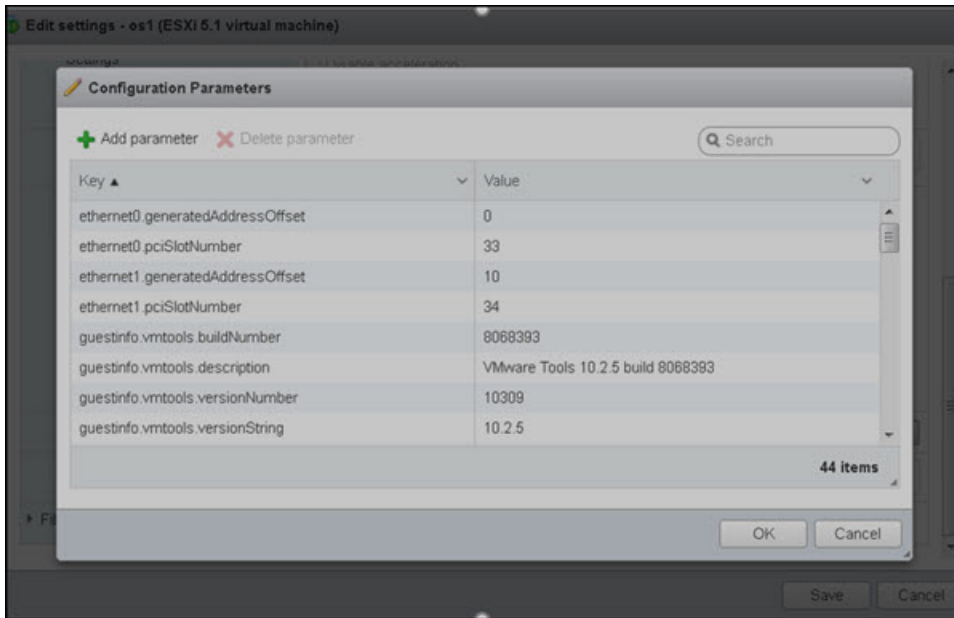 Edit settings - os1 (ESXi 5.1 virtual machine)
Settings
Disable acceleration
Configuration Parameters
Add parameter Delete parameter Search
Key Value
ethernet0.generatedAddressOffset 0
ethernet0.pciSlotNumber 33
ethernet1.generatedAddressOffset 10
ethernet1.pciSlotNumber 34
guestinfo.vmtools.buildNumber 8068393
guestinfo.vmtools.description VMware Tools 10.2.5 build 8068393
guestinfo.vmtools.versionNumber 10309
guestinfo.vmtools.versionString 10.2.5
44 items
OK Cancel
Save Cancel